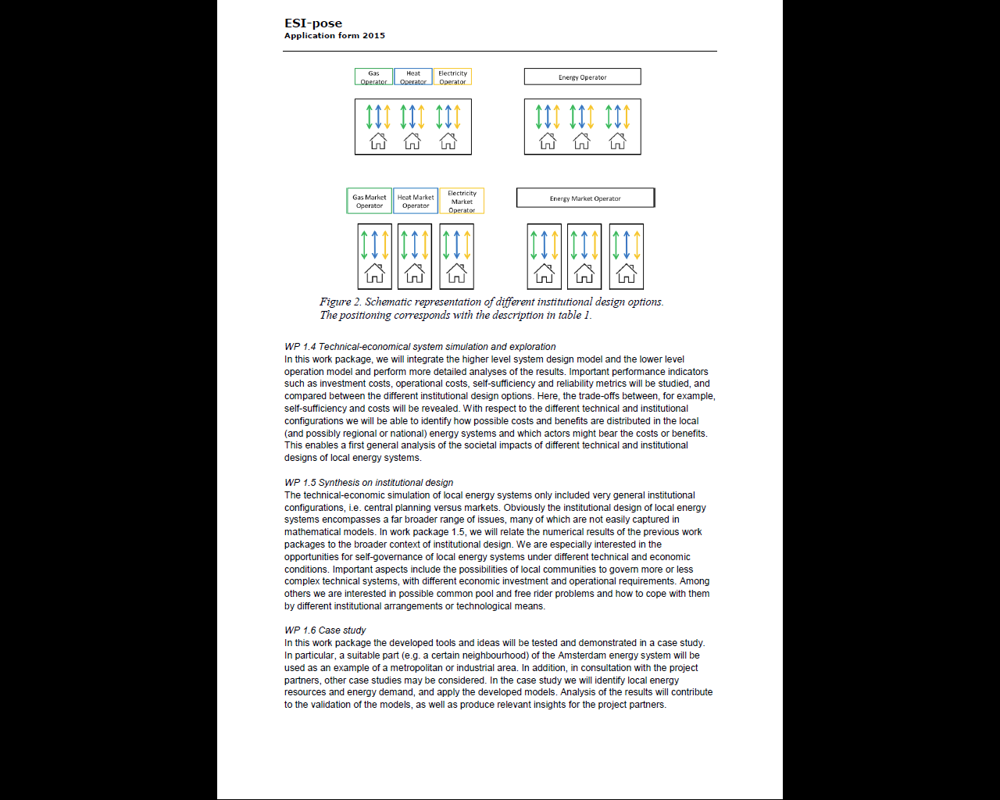 ESI-pose
Application form 2015
Gas
Operator
Heat
Operator
Electricity
Operator
Energy Operator
Gas Market
Operator
Heat Market
Operator
Electricity
Market
Operator
Energy Market Operator
Figure 2. Schematic representation of different institutional design options.
The positioning corresponds with the description in table 1.
WP 1.4 Technical-economical system simulation and exploration
In this work package, we will integrate the higher level system design model and the lower level
operation model and perform more detailed analyses of the results. Important performance indicators
such as investment costs, operational costs, self-sufficiency and reliability metrics will be studied, and
compared between the different institutional design options. Here, the trade-offs between, for example,
self-sufficiency and costs will be revealed. With respect to the different technical and institutional
configurations we will be able to identify how possible costs and benefits are distributed in the local
(and possibly regional or national) energy systems and which actors might bear the costs or benefits.
This enables a first general analysis of the societal impacts of different technical and institutional
designs of local energy systems.
WP 1.5 Synthesis on institutional design
The technical-economic simulation of local energy systems only included very general institutional
configurations, i.e. central planning versus markets. Obviously the institutional design of local energy
systems encompasses a far broader range of issues, many of which are not easily captured in
mathematical models. In work package 1.5, we will relate the numerical results of the previous work
packages to the broader context of institutional design. We are especially interested in the
opportunities for self-governance of local energy systems under different technical and economic
conditions. Important aspects include the possibilities of local communities to govern more or less
complex technical systems, with different economic investment and operational requirements. Among
others we are interested in possible common pool and free rider problems and how to cope with them
by different institutional arrangements or technological means.
WP 1.6 Case study
In this work package the developed tools and ideas will be tested and demonstrated in a case study.
In particular, a suitable part (e.g. a certain neighbourhood) of the Amsterdam energy system will be
used as an example of a metropolitan or industrial area. In addition, in consultation with the project
partners, other case studies may be considered. In the case study we will identify local energy
resources and energy demand, and apply the developed models. Analysis of the results will contribute
to the validation of the models, as well as produce relevant insights for the project partners.